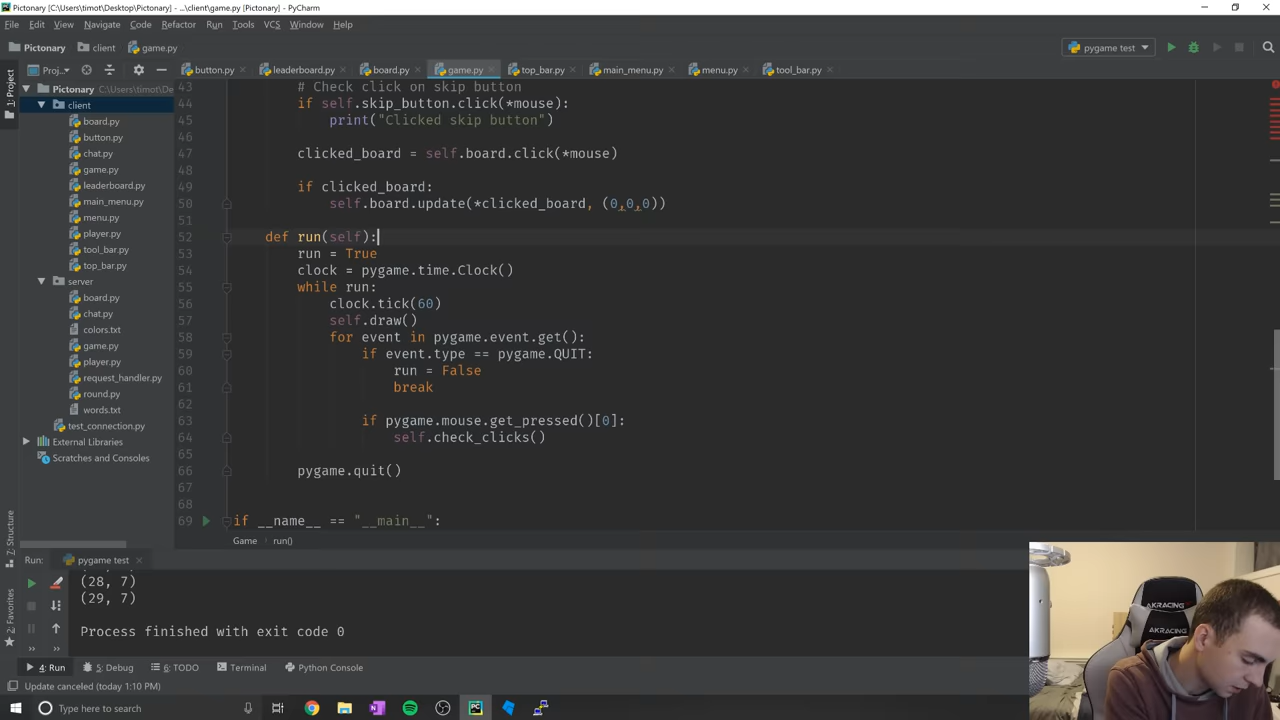 Pictonary [C:\Users\timot\Desktop\Pictonary] - ...\client\game.py [Pictonary] - PyCharm
File Edit View Navigate Code Refactor Run Tools VCS Window Help
Pictonary client game.py pygame test
1: Project
Proj... button.py leaderboard.py board.py game.py top_bar.py main_menu.py menu.py tool_bar.py
Pictonary C:\Users\timot\De
client
board.py
button.py
chat.py
game.py
leaderboard.py
main_menu.py
menu.py
player.py
tool_bar.py
top_bar.py
server
board.py
chat.py
colors.txt
game.py
player.py
request_handler.py
round.py
words.txt
test_connection.py
External Libraries
Scratches and Consoles
43 # Check click on skip button
44 if self.skip_button.click(*mouse):
45 print("Clicked skip button")
46
47 clicked_board = self.board.click(*mouse)
48
49 if clicked_board:
50 self.board.update(*clicked_board, (0,0,0))
51
52 def run(self):
53 run = True
54 clock = pygame.time.Clock()
55 while run:
56 clock.tick(60)
57 self.draw()
58 for event in pygame.event.get():
59 if event.type == pygame.QUIT:
60 run = False
61 break
62
63 if pygame.mouse.get_pressed()[0]:
64 self.check_clicks()
65
66 pygame.quit()
67
68
69 if __name__ == "__main__":
Game run()
7: Structure
2: Favorites
Run: pygame test
(28, 7)
(29, 7)
Process finished with exit code 0
4: Run 5: Debug 6: TODO Terminal Python Console
Update canceled (today 1:10 PM)
Type here to search
AKRACING
AKRACING